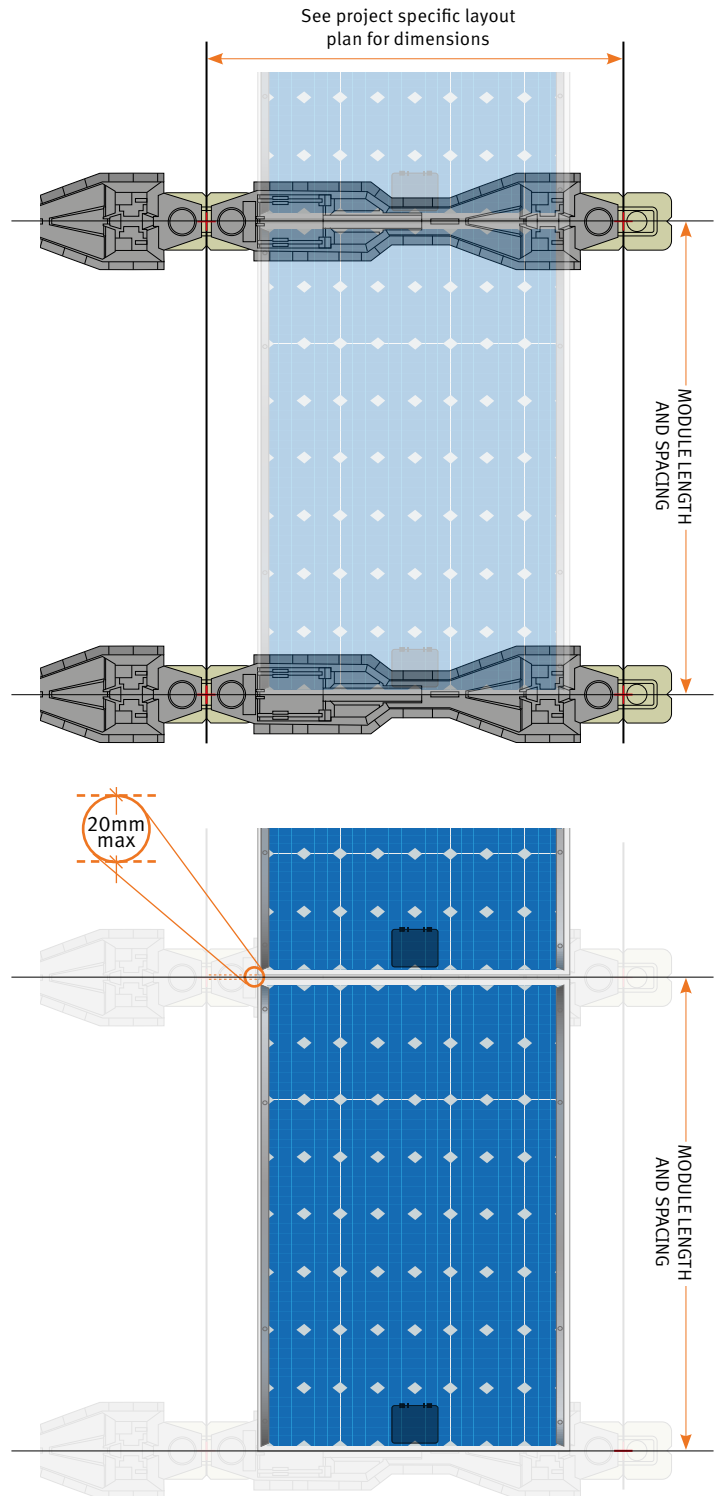 See project specific layout
plan for dimensions
MODULE LENGTH
AND SPACING
20mm
max
MODULE LENGTH
AND SPACING